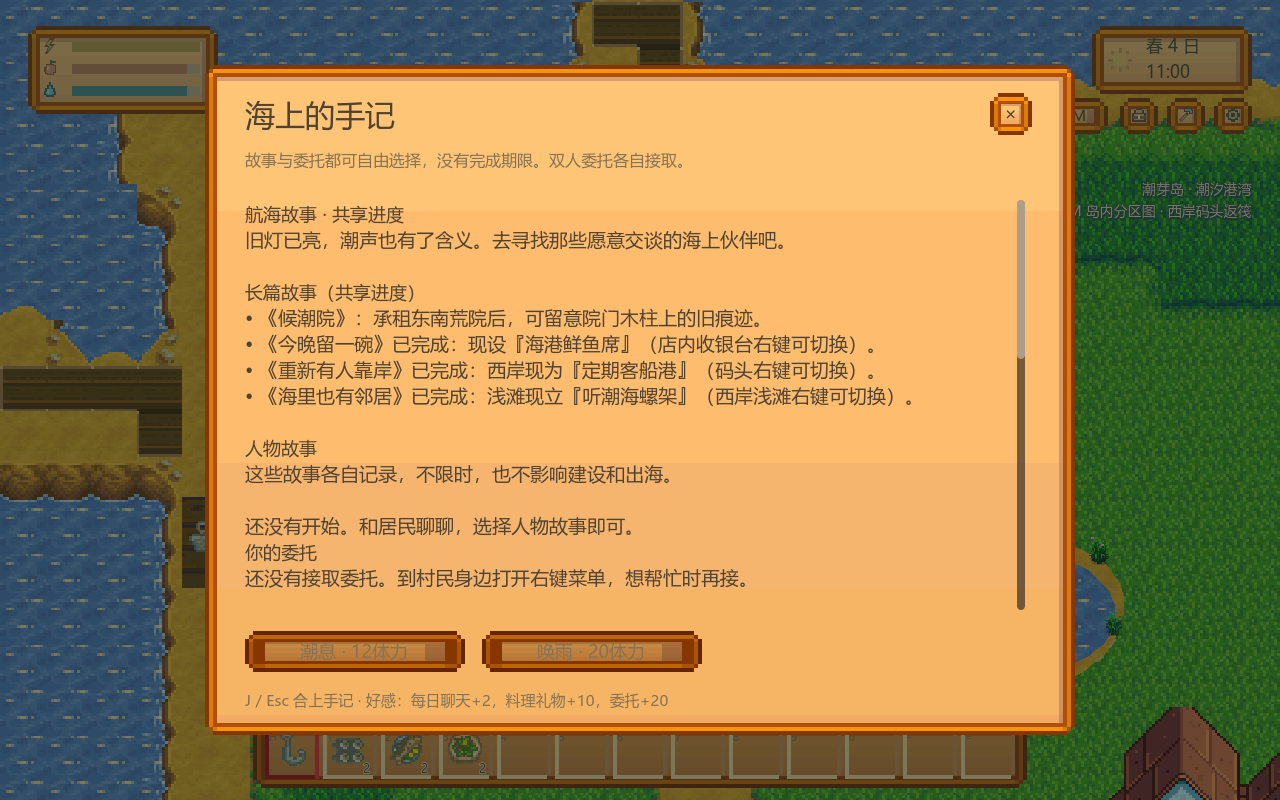 春 4 日
11:00
海上的手记
×
故事与委托都可自由选择，没有完成期限。双人委托各自接取。
M
潮芽岛 · 潮汐港湾
M 岛内分区图 · 西岸码头返筏
航海故事 · 共享进度
旧灯已亮，潮声也有了含义。去寻找那些愿意交谈的海上伙伴吧。
长篇故事（共享进度）
• 《候潮院》：承租东南荒院后，可留意院门木柱上的旧痕迹。
• 《今晚留一碗》已完成：现设『海港鲜鱼席』（店内收银台右键可切换）。
• 《重新有人靠岸》已完成：西岸现为『定期客船港』（码头右键可切换）。
• 《海里也有邻居》已完成：浅滩现立『听潮海螺架』（西岸浅滩右键可切换）。
人物故事
这些故事各自记录，不限时，也不影响建设和出海。
还没有开始。和居民聊聊，选择人物故事即可。
你的委托
还没有接取委托。到村民身边打开右键菜单，想帮忙时再接。
潮息 · 12体力
唤雨 · 20体力
J / Esc 合上手记 · 好感：每日聊天+2，料理礼物+10，委托+20
2
2
2